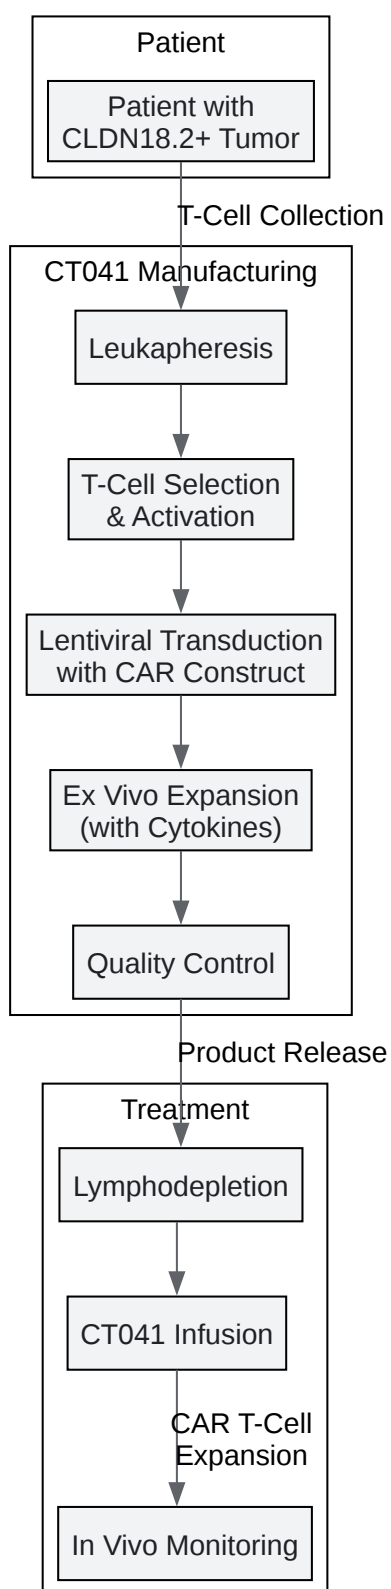 Patient
Patient with
CLDN18.2+ Tumor
T-Cell Collection
CT041 Manufacturing
Leukapheresis
T-Cell Selection
& Activation
Lentiviral Transduction
with CAR Construct
Ex Vivo Expansion
(with Cytokines)
Quality Control
Product Release
Treatment
Lymphodepletion
CT041 Infusion
CAR T-Cell
Expansion
In Vivo Monitoring